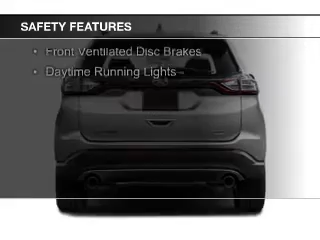 SAFETY FEATURES
• Front Ventilated Disc Brakes
• Daytime Running Lights